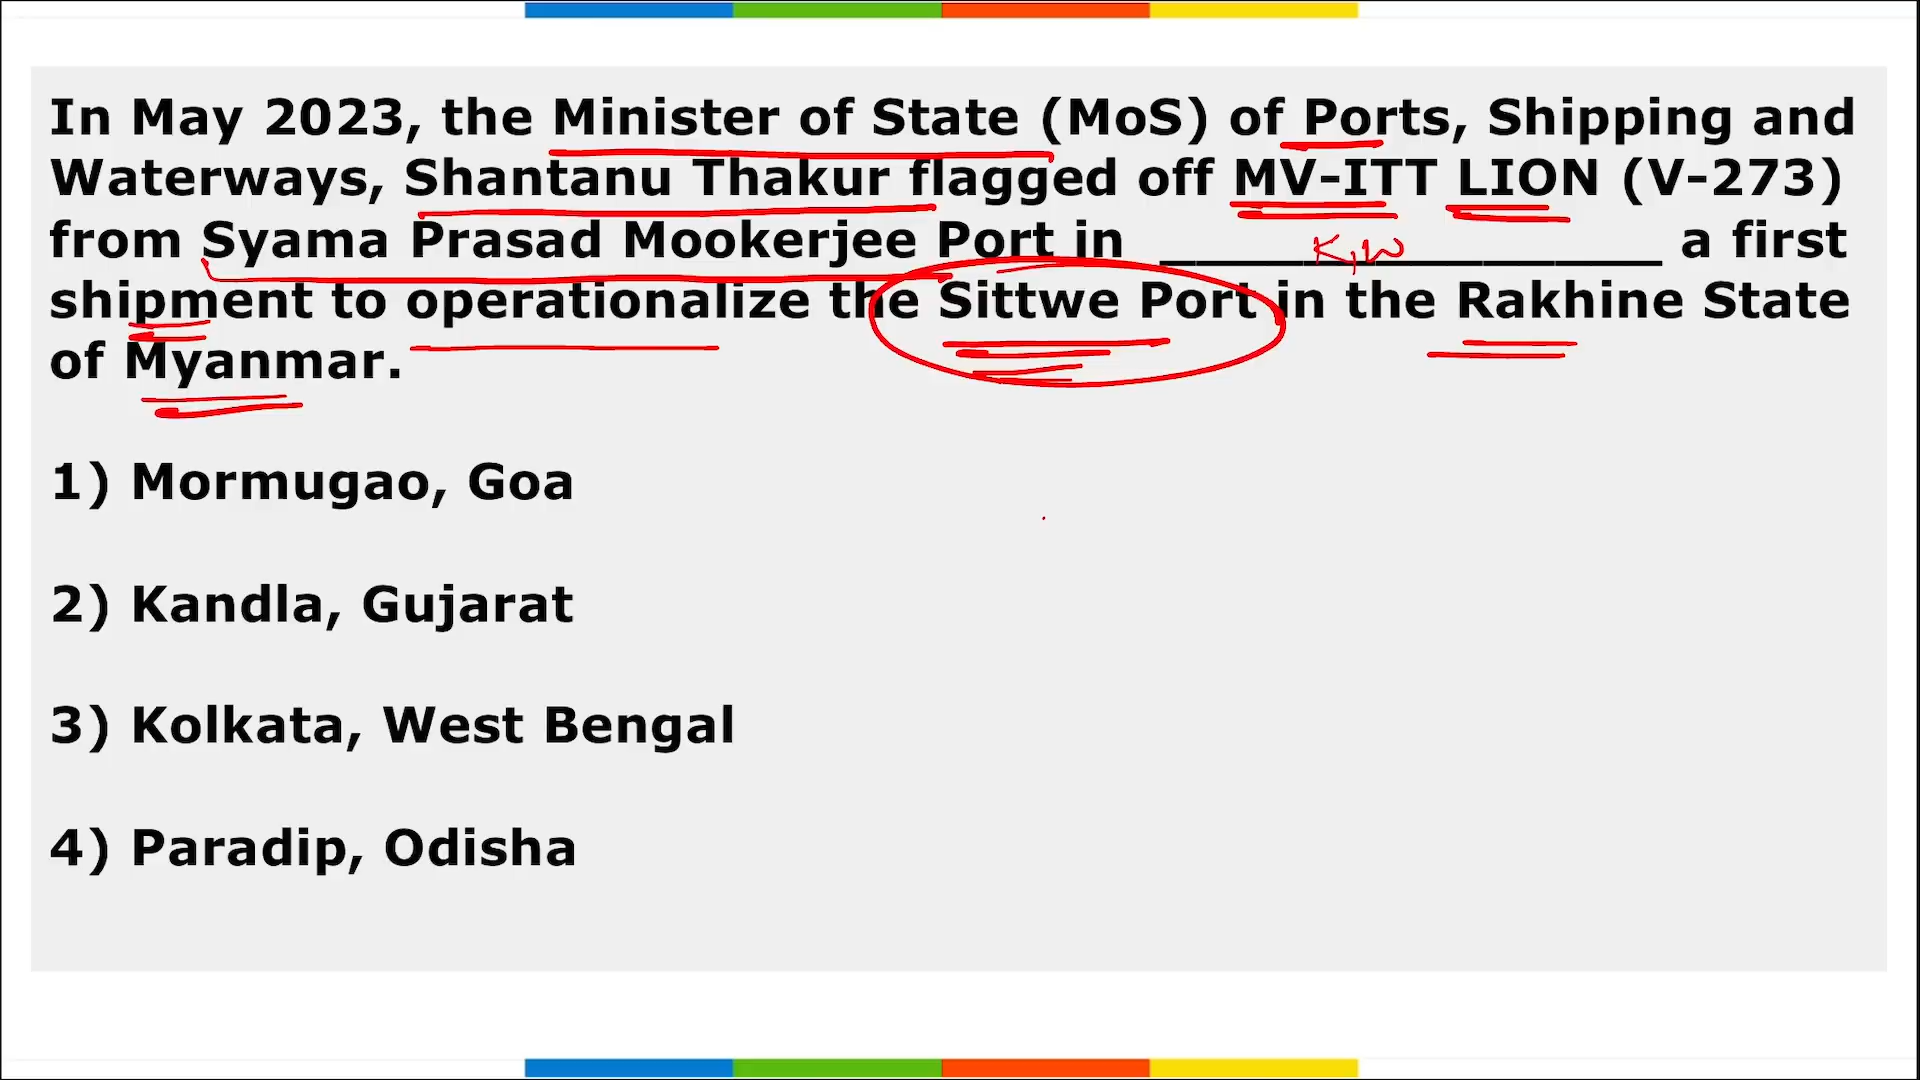 In May 2023, the Minister of State (MoS) of Ports, Shipping and
Waterways, Shantanu Thakur flagged off MV-ITT LION (V-273)
from Syama Prasad Mookerjee Port in ______________ a first
K, W
shipment to operationalize the Sittwe Port in the Rakhine State
of Myanmar.
1) Mormugao, Goa
2) Kandla, Gujarat
3) Kolkata, West Bengal
4) Paradip, Odisha